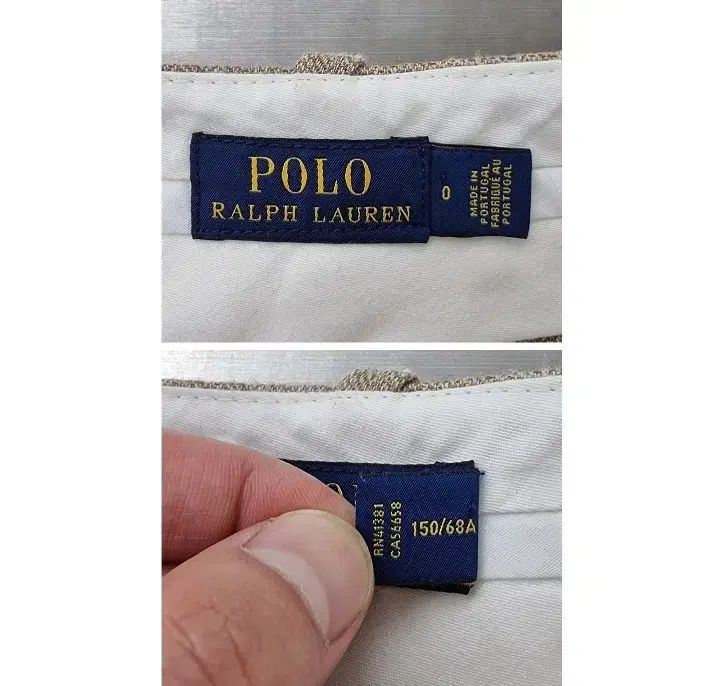 POLO
RALPH LAUREN
0
MADE IN
PORTUGAL
FABRIQUÉ AU
PORTUGAL
RN41381
CA56658
150/68A